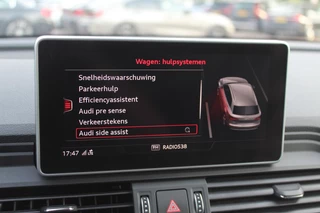 Wagen: hulpsystemen
Snelheidswaarschuwing
Parkeerhulp
Efficiencyassistent
Audi pre sense
Verkeerstekens
Audi side assist
17:47
RADIO538